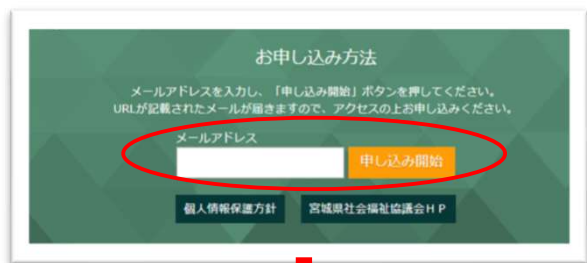 お申し込み方法
メールアドレスを入力し、「申し込み開始」ボタンを押してください。
URLが記載されたメールが届きますので、アクセスの上お申し込みください。
メールアドレス
申し込み開始
個人情報保護方針 宮城県社会福祉協議会ＨＰ